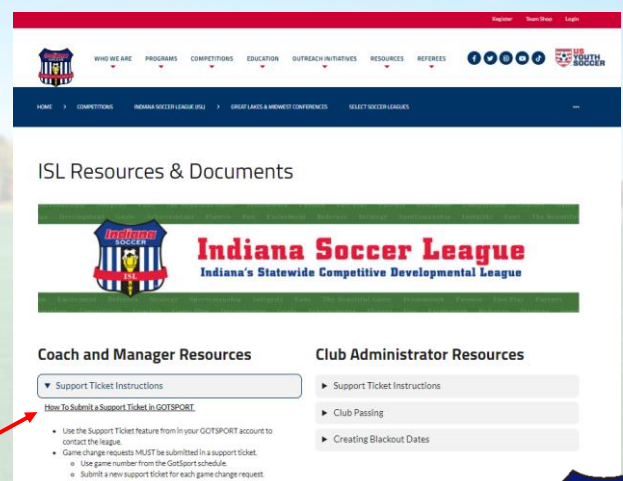 Register Team Shop Login
Indiana
SOCCER
WHO WE ARE PROGRAMS COMPETITIONS EDUCATION OUTREACH INITIATIVES RESOURCES REFEREES
US
YOUTH
SOCCER
HOME > COMPETITIONS INDIANA SOCCER LEAGUE (ISL) > GREAT LAKES & MIDWEST CONFERENCES SELECT SOCCER LEAGUES ...
ISL Resources & Documents
Indiana
SOCCER
ISL
Indiana Soccer League
Indiana's Statewide Competitive Developmental League
Coach and Manager Resources
▼ Support Ticket Instructions
How To Submit a Support Ticket in GOTSPORT
• Use the Support Ticket feature from in your GOTSPORT account to
contact the league.
• Game change requests MUST be submitted in a support ticket.
o Use game number from the GotSport schedule.
o Submit a new support ticket for each game change request.
Club Administrator Resources
► Support Ticket Instructions
► Club Passing
► Creating Blackout Dates